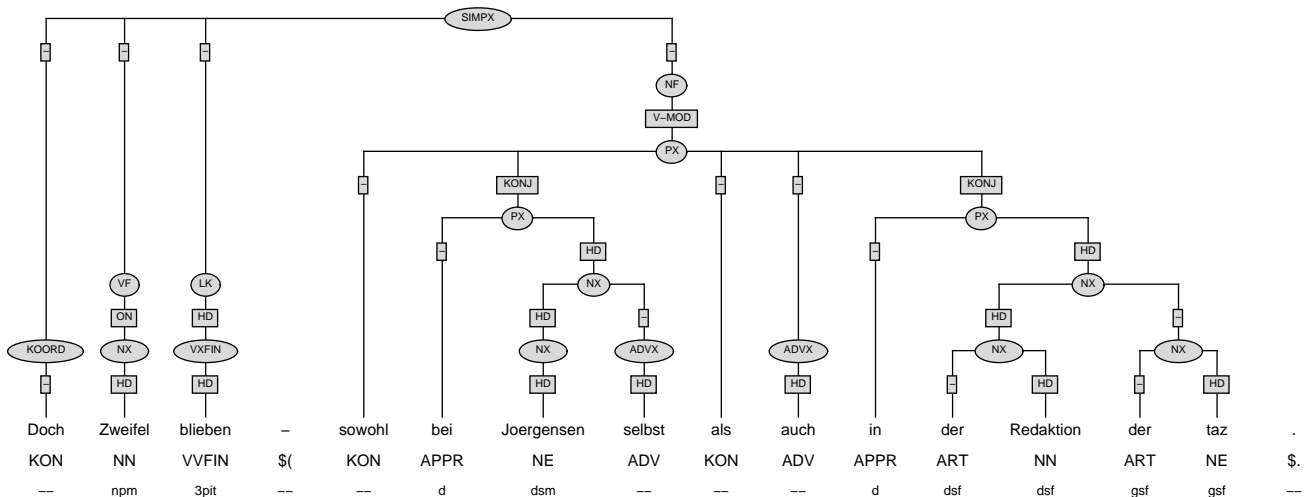 SIMPX
– – – –
NF
V–MOD
PX
– KONJ – – KONJ
PX PX
– HD – HD
VF LK NX NX
ON HD HD – HD –
KOORD NX VXFIN NX ADVX ADVX NX NX
– HD HD HD HD HD – HD – HD
Doch Zweifel blieben – sowohl bei Joergensen selbst als auch in der Redaktion der taz .
KON NN VVFIN $( KON APPR NE ADV KON ADV APPR ART NN ART NE $.
–– npm 3pit –– –– d dsm –– –– –– d dsf dsf gsf gsf ––